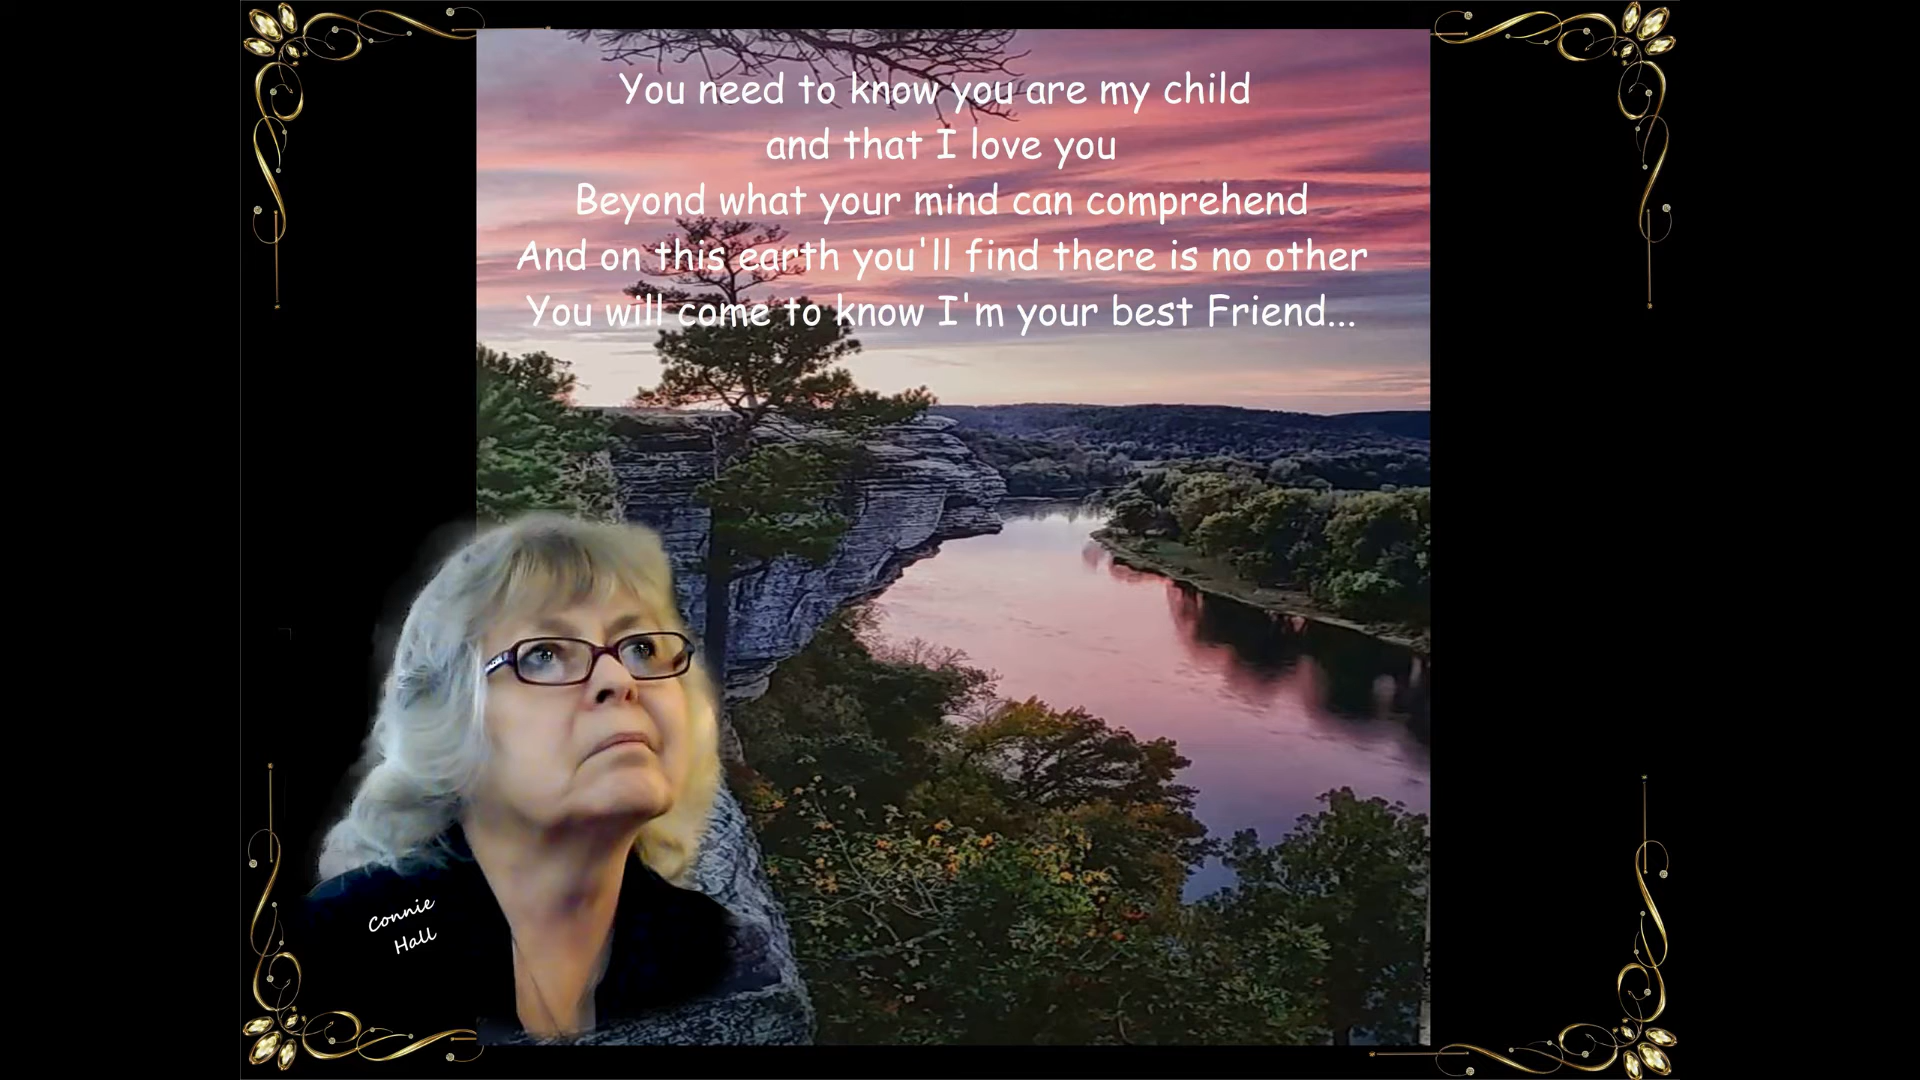 You need to know you are my child
and that I love you
Beyond what your mind can comprehend
And on this earth you'll find there is no other
You will come to know I'm your best Friend...
Connie
Hall